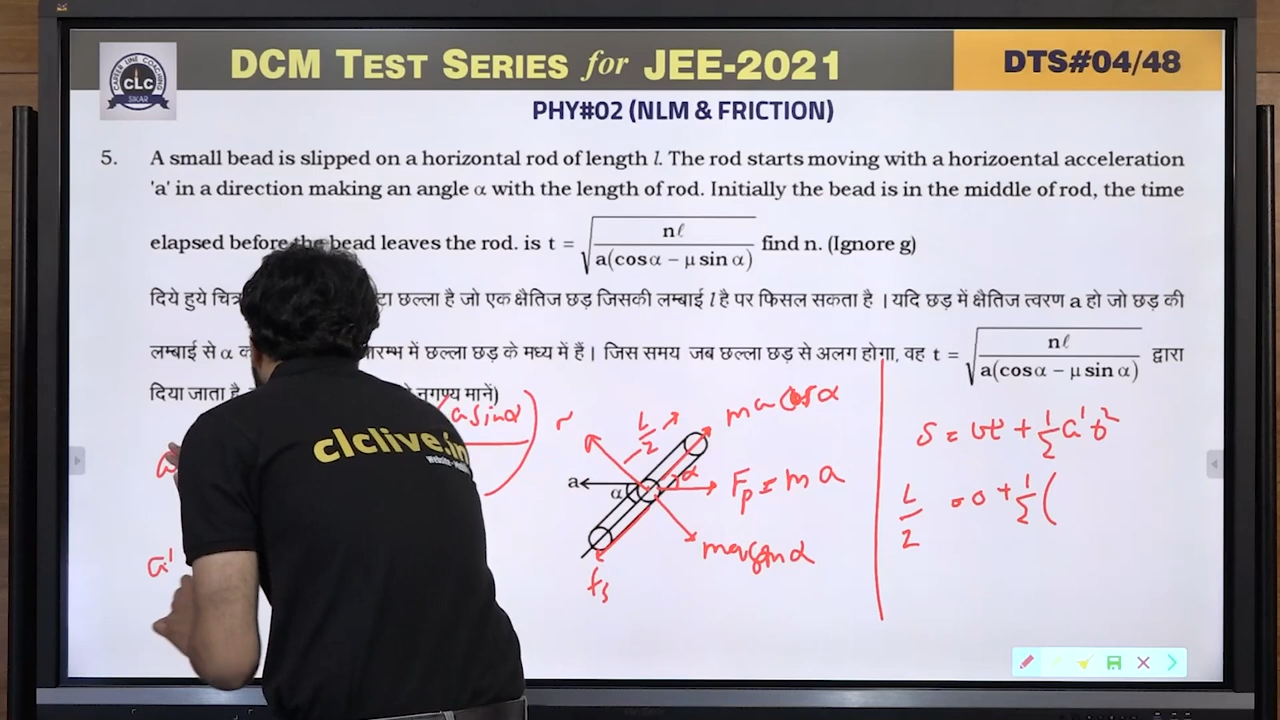 CAREER LINE COACHING
CLC
SIKAR
DCM TEST SERIES for JEE-2021
DTS#04/48
PHY#02 (NLM & FRICTION)
5. A small bead is slipped on a horizontal rod of length l. The rod starts moving with a horizoental acceleration
'a' in a direction making an angle α with the length of rod. Initially the bead is in the middle of rod, the time
elapsed before the bead leaves the rod. is t = √(nℓ / a(cosα − μ sin α)) find n. (Ignore g)
दिये हुये चित्र छल्ला है जो एक क्षैतिज छड़ जिसकी लम्बाई l है पर फिसल सकता है । यदि छड़ में क्षैतिज त्वरण a हो जो छड़ की
लम्बाई से α में छल्ला छड़ के मध्य में हैं। जिस समय जब छल्ला छड़ से अलग होगा, वह t = √(nℓ / a(cosα − μ sin α)) द्वारा
दिया जाता है नगण्य मानें)
a sinα)
N
L/2
ma cosα
S = ut + 1/2 a' t²
a
α
α
Fp = ma
L/2 = 0 + 1/2 (
ma sinα
a'
fs
clclive.in